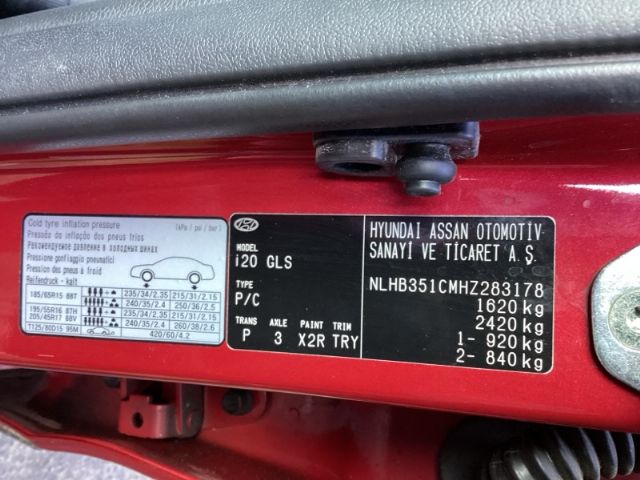 Cold tyre inflation pressure (kPa / psi / bar)
Pressão da inflação dos pneus frios
Рекомендуемое давление в холодных шинах
Pressione gonfiaggio pneumatici
Pression des pneus à froid
Reifendruck - kalt
185/65R15 88T 235/34/2.35 215/31/2.15
240/35/2.4 250/36/2.5
195/55R16 87H 235/34/2.35 215/31/2.15
205/45R17 88V 240/35/2.4 260/38/2.6
T125/80D15 95M 420/60/4.2
MODEL
i20 GLS
TYPE
P/C
TRANS AXLE PAINT TRIM
P 3 X2R TRY
HYUNDAI ASSAN OTOMOTİV
SANAYİ VE TİCARET A.Ş.
NLHB351CMHZ283178
1620 kg
2420 kg
1- 920 kg
2- 840 kg